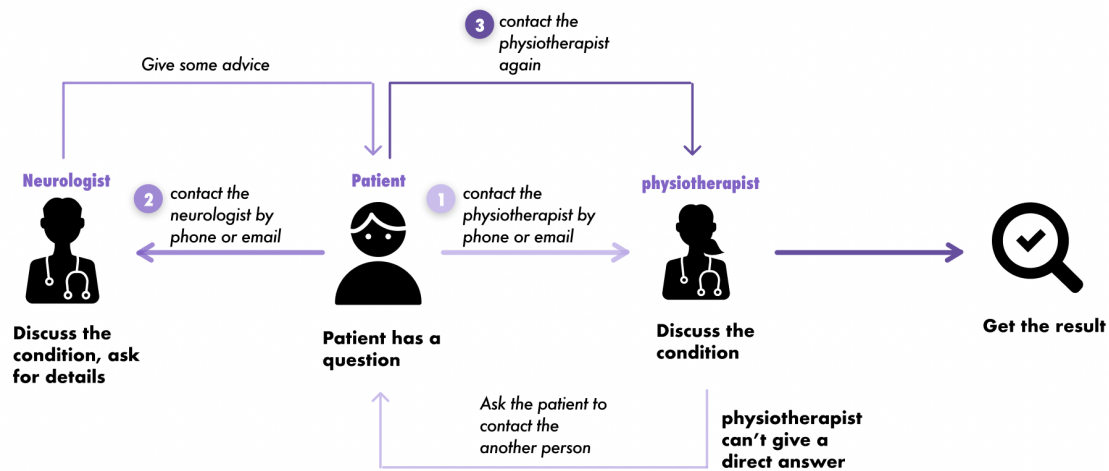 3
contact the
physiotherapist
again
Give some advice
Neurologist
2
contact the
neurologist by
phone or email
Patient
1
contact the
physiotherapist by
phone or email
physiotherapist
Discuss the
condition, ask
for details
Patient has a
question
Discuss the
condition
Get the result
Ask the patient to
contact the
another person
physiotherapist
can't give a
direct answer